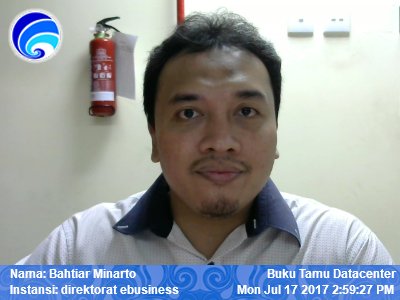 Nama: Bahtiar Minarto Buku Tamu Datacenter
Instansi: direktorat ebusiness Mon Jul 17 2017 2:59:27 PM